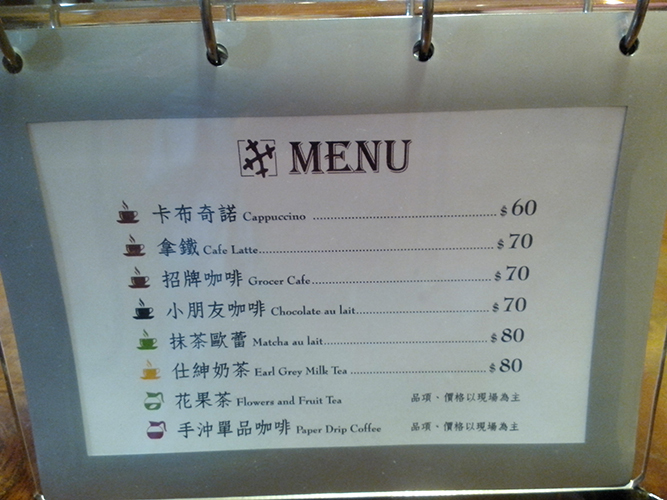 MENU
卡布奇諾 Cappuccino ........................ $ 60
拿鐵 Cafe Latte ........................ $ 70
招牌咖啡 Grocer Cafe ........................ $ 70
小朋友咖啡 Chocolate au lait ........................ $ 70
抹茶歐蕾 Matcha au lait ........................ $ 80
仕紳奶茶 Earl Grey Milk Tea ........................ $ 80
花果茶 Flowers and Fruit Tea 品項、價格以現場為主
手沖單品咖啡 Paper Drip Coffee 品項、價格以現場為主